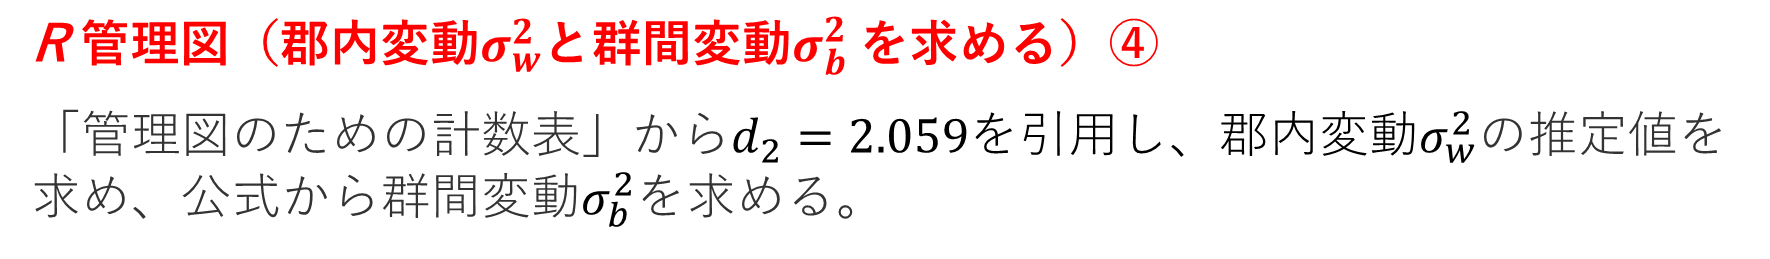 R 管理図（郡内変動σ_w^2と群間変動σ_b^2 を求める）④
「管理図のための計数表」からd_2 = 2.059を引用し、郡内変動σ_w^2の推定値を
求め、公式から群間変動σ_b^2を求める。